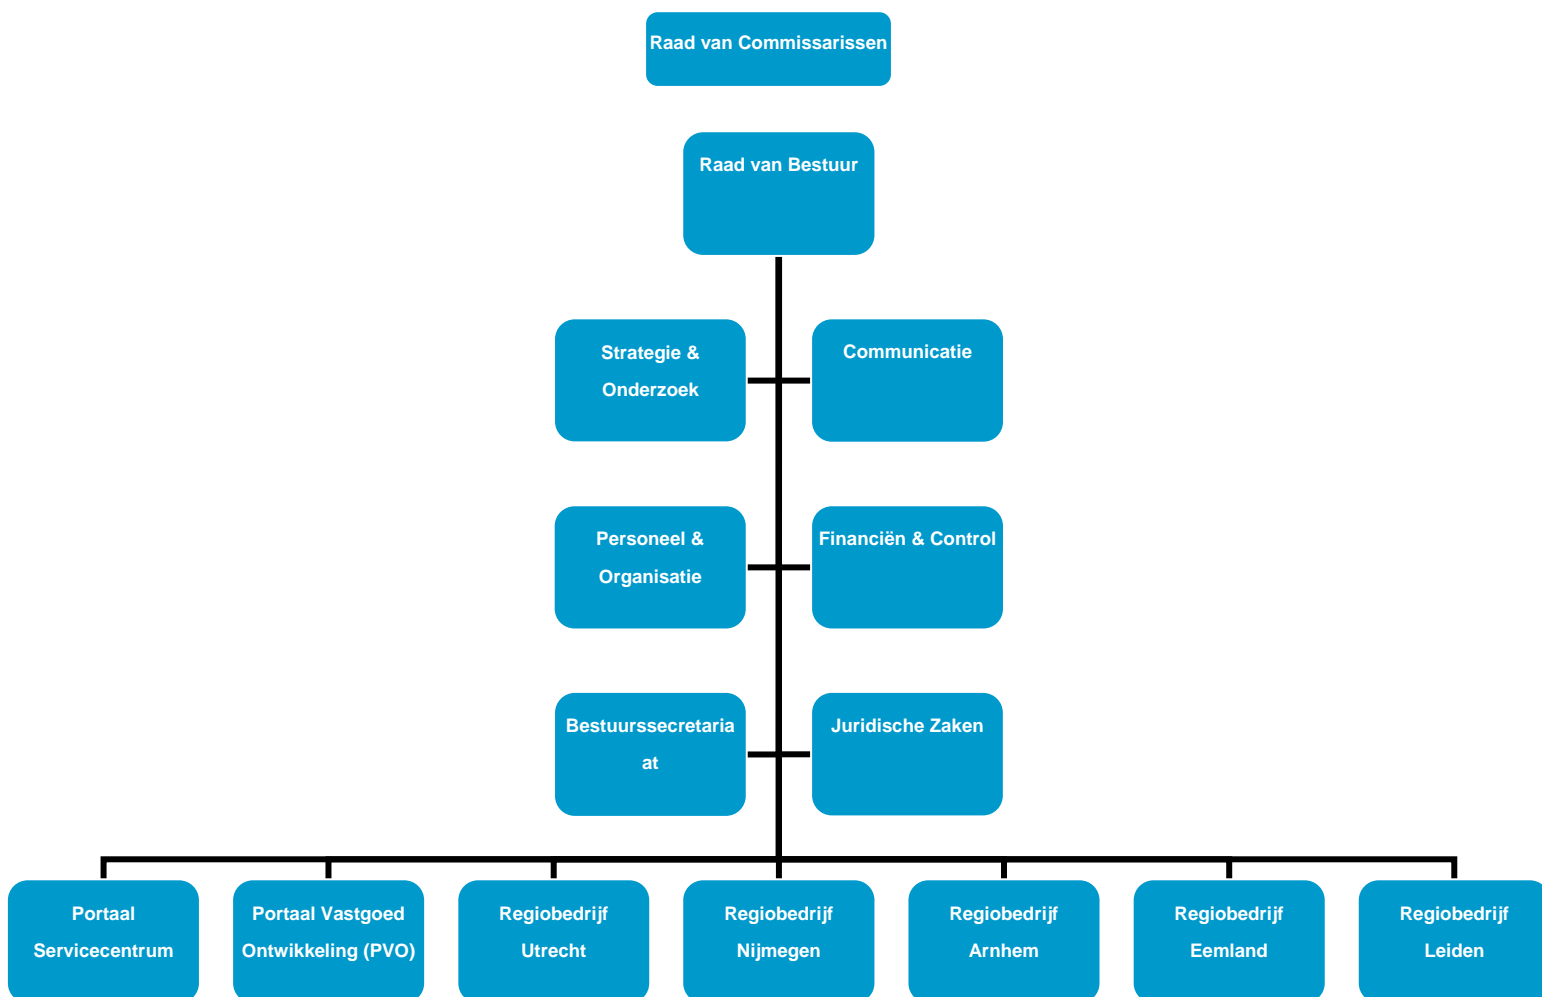 Raad van Commissarissen
Raad van Bestuur
Strategie &
Onderzoek
Communicatie
Personeel &
Organisatie
Financiën & Control
Bestuurssecretaria
at
Juridische Zaken
Portaal
Servicecentrum
Portaal Vastgoed
Ontwikkeling (PVO)
Regiobedrijf
Utrecht
Regiobedrijf
Nijmegen
Regiobedrijf
Arnhem
Regiobedrijf
Eemland
Regiobedrijf
Leiden